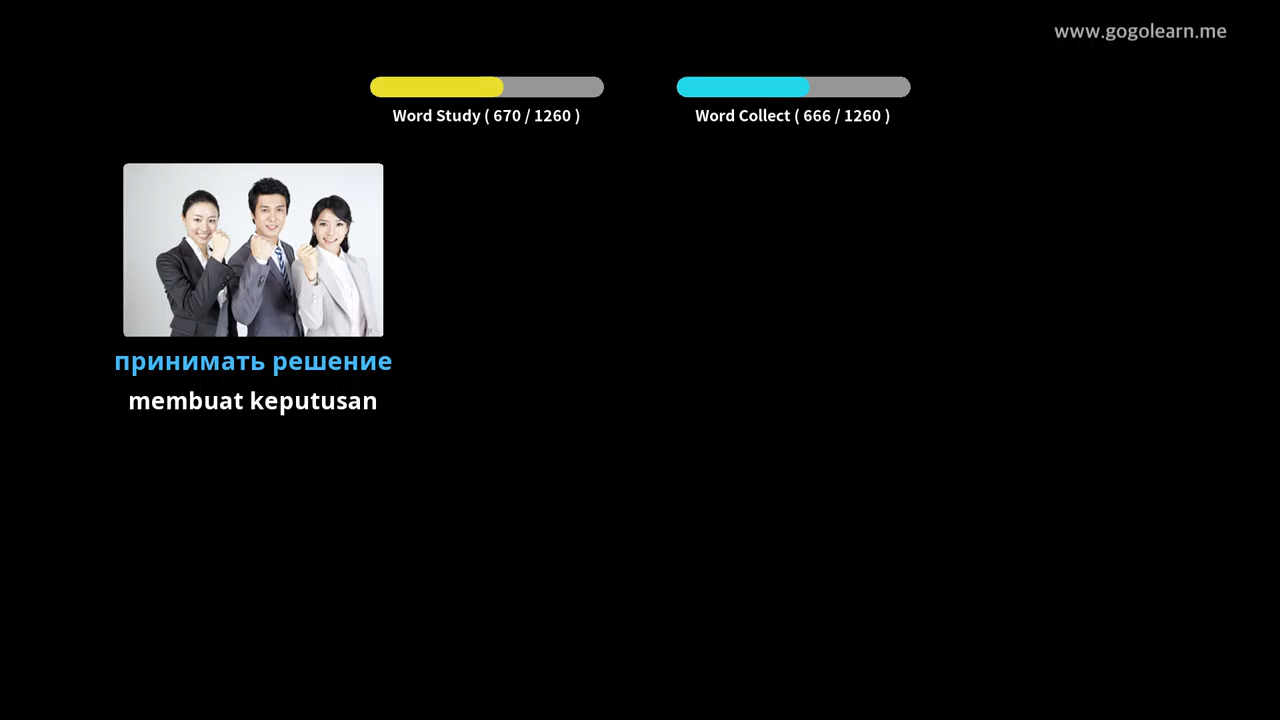 www.gogolearn.me
Word Study ( 670 / 1260 )
Word Collect ( 666 / 1260 )
принимать решение
membuat keputusan